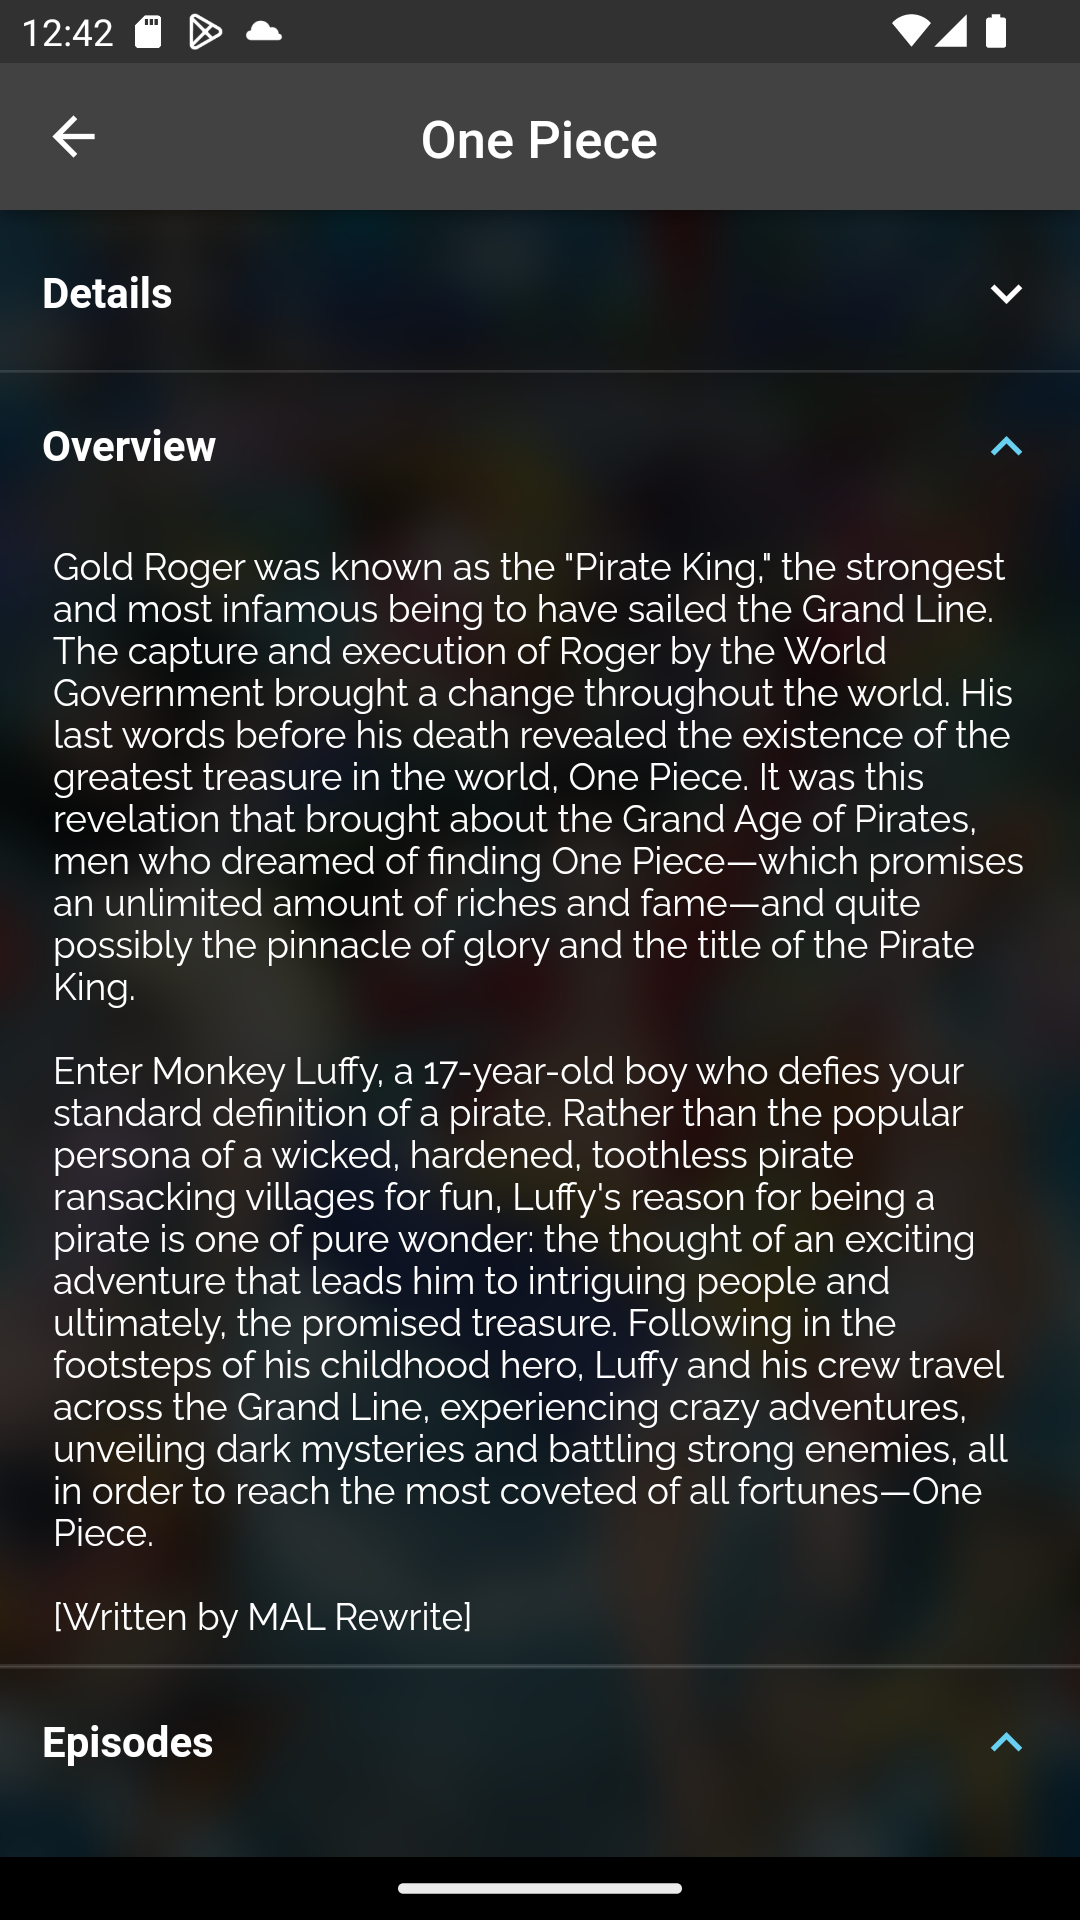 12:42
One Piece
Details
Overview
Gold Roger was known as the "Pirate King," the strongest
and most infamous being to have sailed the Grand Line.
The capture and execution of Roger by the World
Government brought a change throughout the world. His
last words before his death revealed the existence of the
greatest treasure in the world, One Piece. It was this
revelation that brought about the Grand Age of Pirates,
men who dreamed of finding One Piece—which promises
an unlimited amount of riches and fame—and quite
possibly the pinnacle of glory and the title of the Pirate
King.
Enter Monkey Luffy, a 17-year-old boy who defies your
standard definition of a pirate. Rather than the popular
persona of a wicked, hardened, toothless pirate
ransacking villages for fun, Luffy's reason for being a
pirate is one of pure wonder: the thought of an exciting
adventure that leads him to intriguing people and
ultimately, the promised treasure. Following in the
footsteps of his childhood hero, Luffy and his crew travel
across the Grand Line, experiencing crazy adventures,
unveiling dark mysteries and battling strong enemies, all
in order to reach the most coveted of all fortunes—One
Piece.
[Written by MAL Rewrite]
Episodes